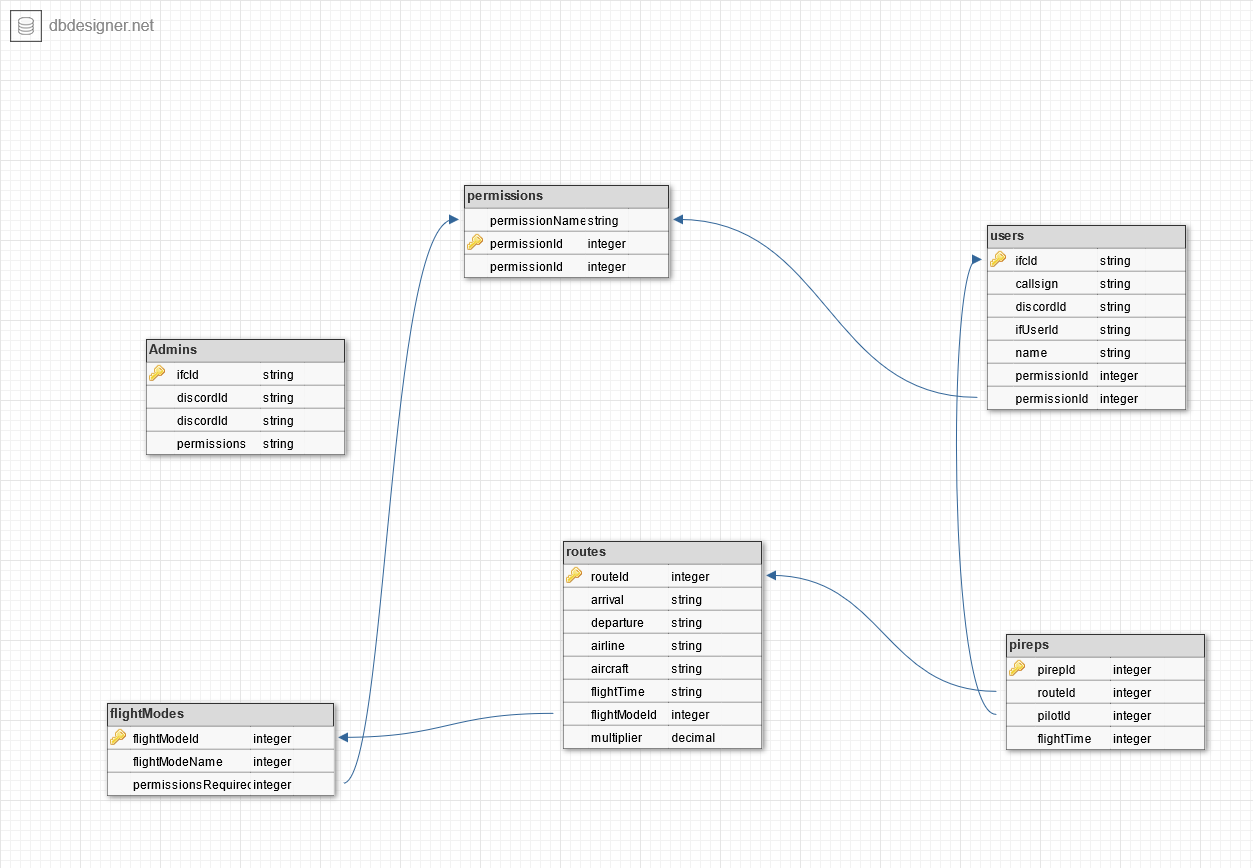 dbdesigner.net
permissions
permissionName string
permissionId integer
permissionId integer
users
ifcId string
callsign string
discordId string
ifUserId string
name string
permissionId integer
permissionId integer
Admins
ifcId string
discordId string
discordId string
permissions string
routes
routeId integer
arrival string
departure string
airline string
aircraft string
flightTime string
flightModeId integer
multiplier decimal
pireps
pirepId integer
routeId integer
pilotId integer
flightTime integer
flightModes
flightModeId integer
flightModeName integer
permissionsRequired integer